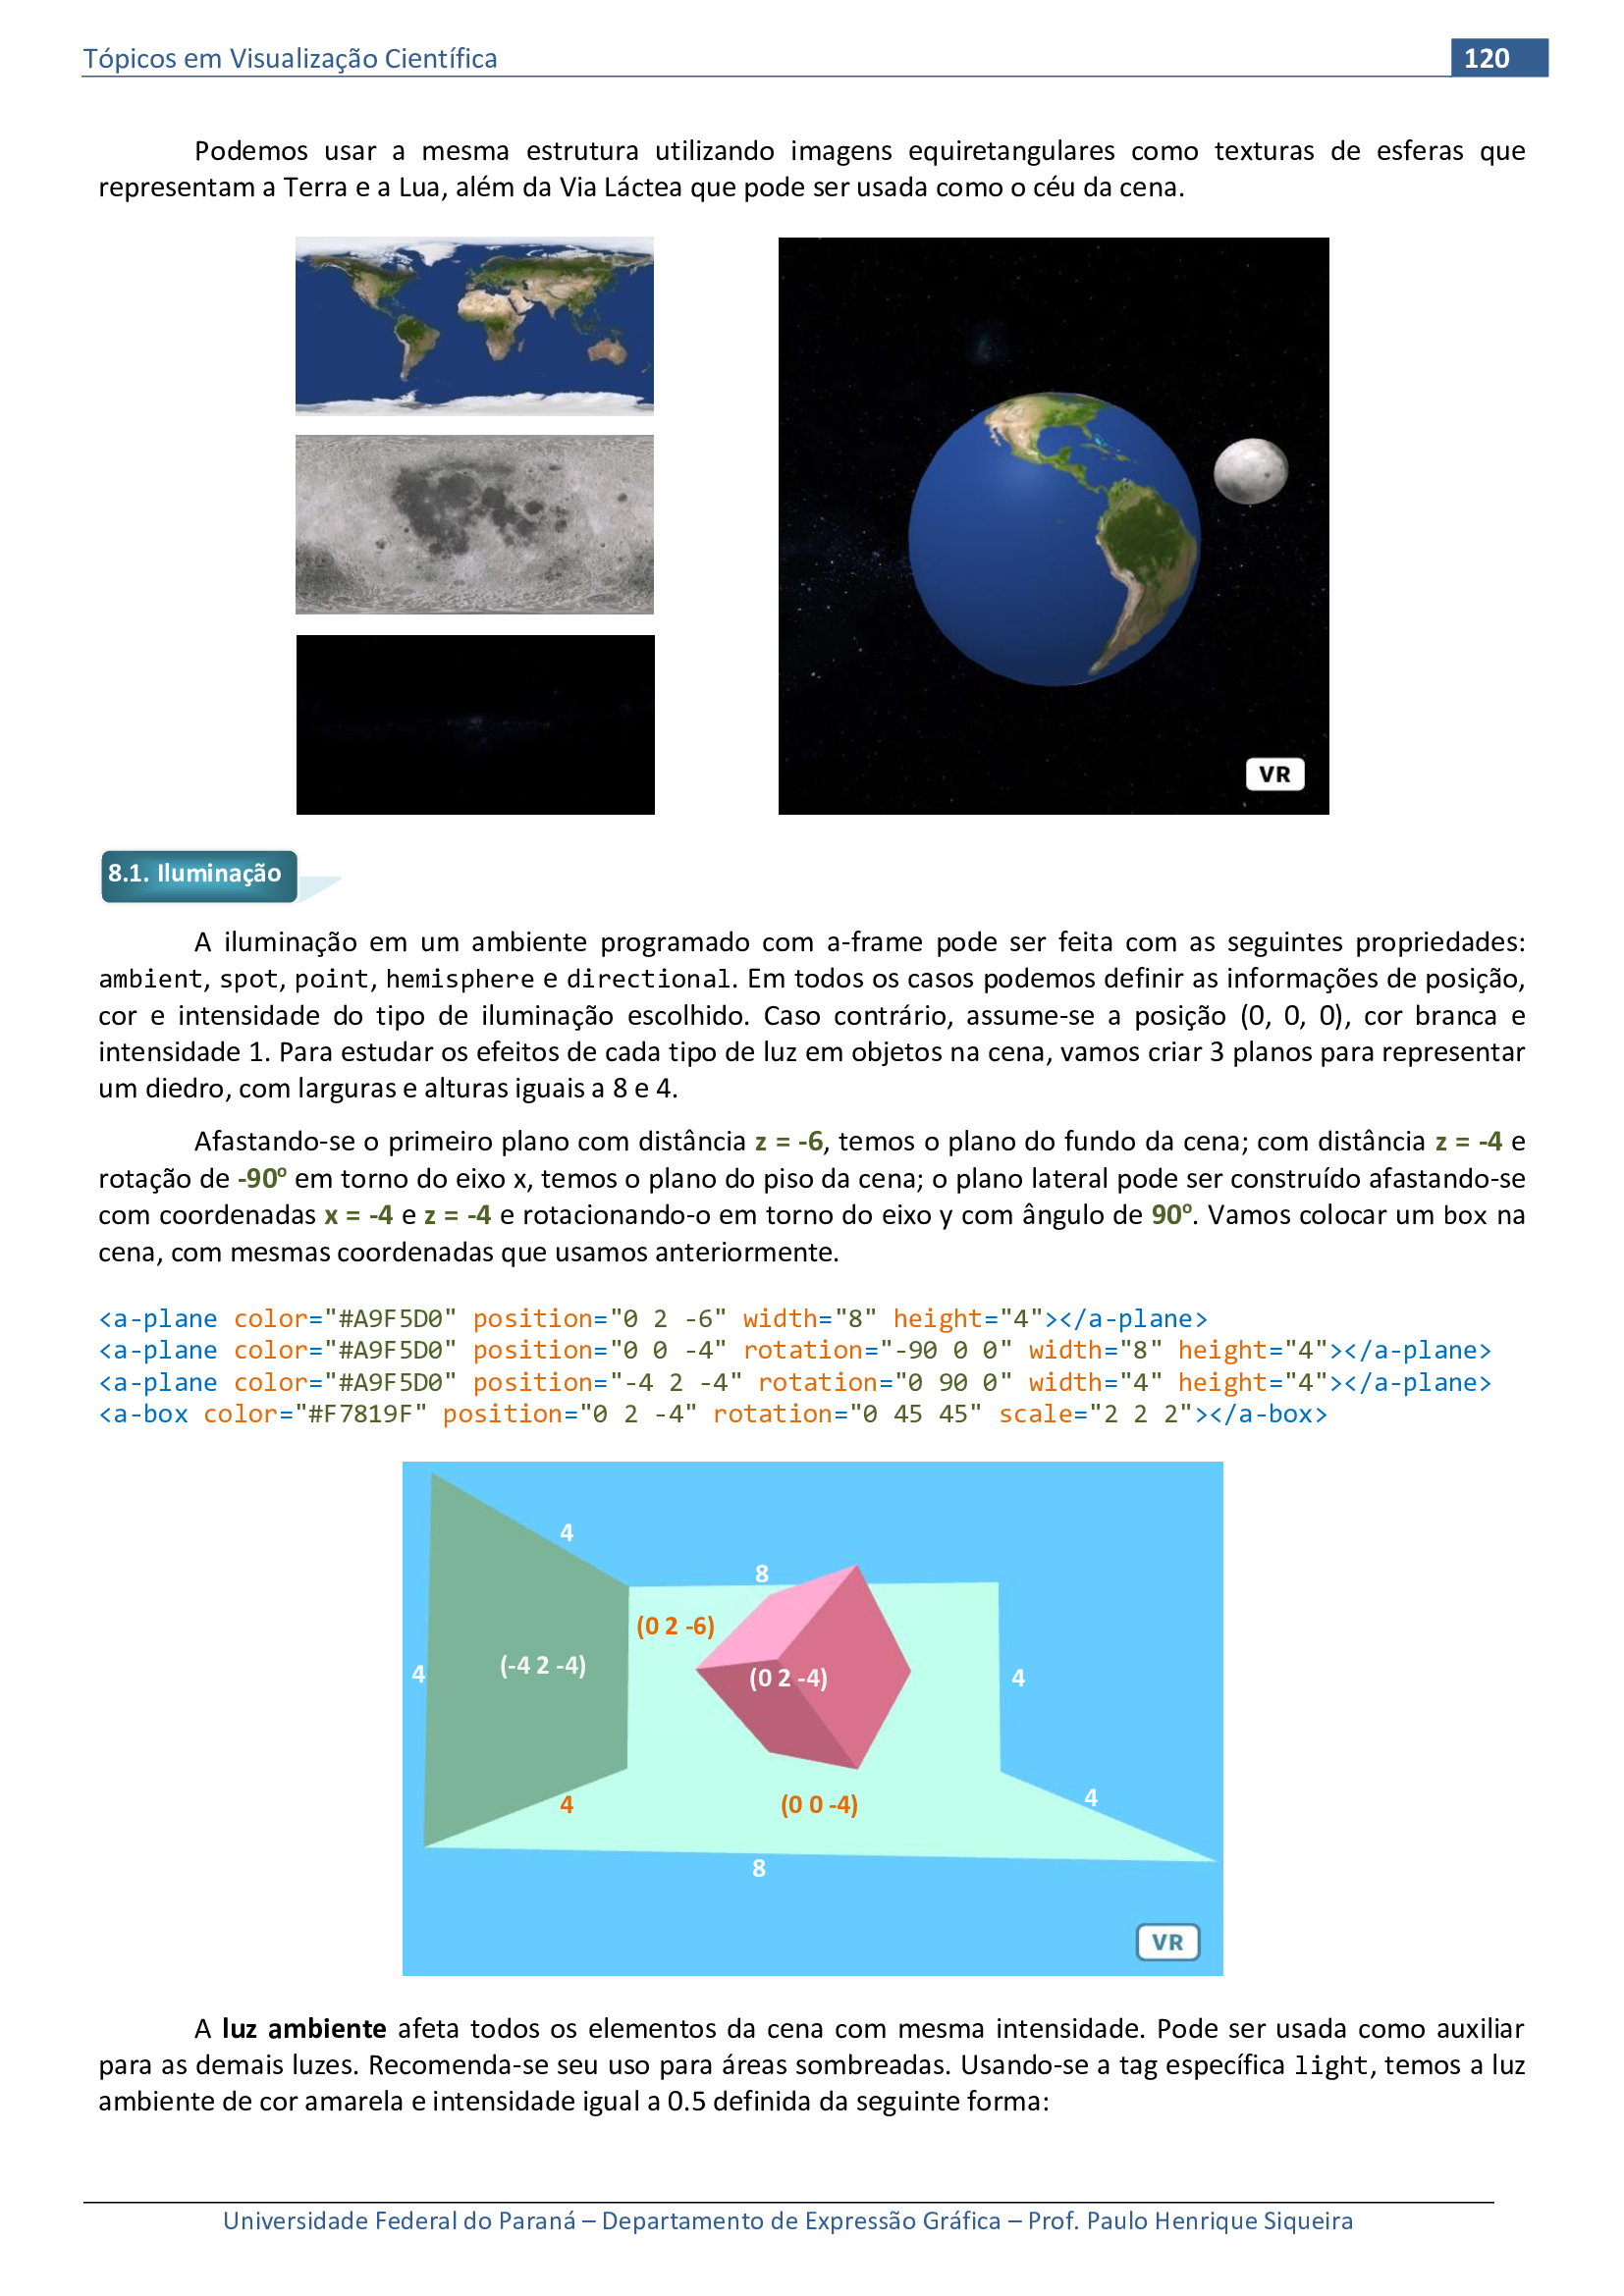 Tópicos em Visualização Científica 120
Podemos usar a mesma estrutura utilizando imagens equiretangulares como texturas de esferas que
representam a Terra e a Lua, além da Via Láctea que pode ser usada como o céu da cena.
VR
8.1. Iluminação
A iluminação em um ambiente programado com a-frame pode ser feita com as seguintes propriedades:
ambient, spot, point, hemisphere e directional. Em todos os casos podemos definir as informações de posição,
cor e intensidade do tipo de iluminação escolhido. Caso contrário, assume-se a posição (0, 0, 0), cor branca e
intensidade 1. Para estudar os efeitos de cada tipo de luz em objetos na cena, vamos criar 3 planos para representar
um diedro, com larguras e alturas iguais a 8 e 4.
Afastando-se o primeiro plano com distância z = -6, temos o plano do fundo da cena; com distância z = -4 e
rotação de -90º em torno do eixo x, temos o plano do piso da cena; o plano lateral pode ser construído afastando-se
com coordenadas x = -4 e z = -4 e rotacionando-o em torno do eixo y com ângulo de 90º. Vamos colocar um box na
cena, com mesmas coordenadas que usamos anteriormente.
<a-plane color="#A9F5D0" position="0 2 -6" width="8" height="4"></a-plane>
<a-plane color="#A9F5D0" position="0 0 -4" rotation="-90 0 0" width="8" height="4"></a-plane>
<a-plane color="#A9F5D0" position="-4 2 -4" rotation="0 90 0" width="4" height="4"></a-plane>
<a-box color="#F7819F" position="0 2 -4" rotation="0 45 45" scale="2 2 2"></a-box>
4
8
(0 2 -6)
4 (-4 2 -4) (0 2 -4) 4
4 (0 0 -4) 4
8
VR
A luz ambiente afeta todos os elementos da cena com mesma intensidade. Pode ser usada como auxiliar
para as demais luzes. Recomenda-se seu uso para áreas sombreadas. Usando-se a tag específica light, temos a luz
ambiente de cor amarela e intensidade igual a 0.5 definida da seguinte forma:
Universidade Federal do Paraná – Departamento de Expressão Gráfica – Prof. Paulo Henrique Siqueira